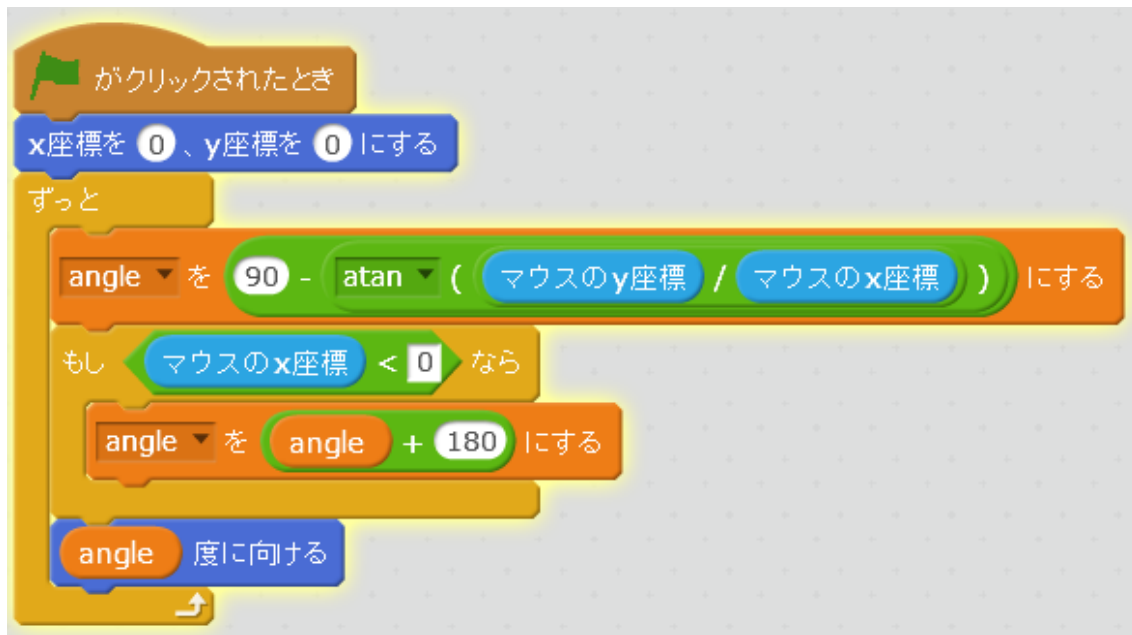 がクリックされたとき
x座標を 0 、y座標を 0 にする
ずっと
angle を 90 - atan ( マウスのy座標 / マウスのx座標 ) にする
もし マウスのx座標 < 0 なら
angle を angle + 180 にする
angle 度に向ける